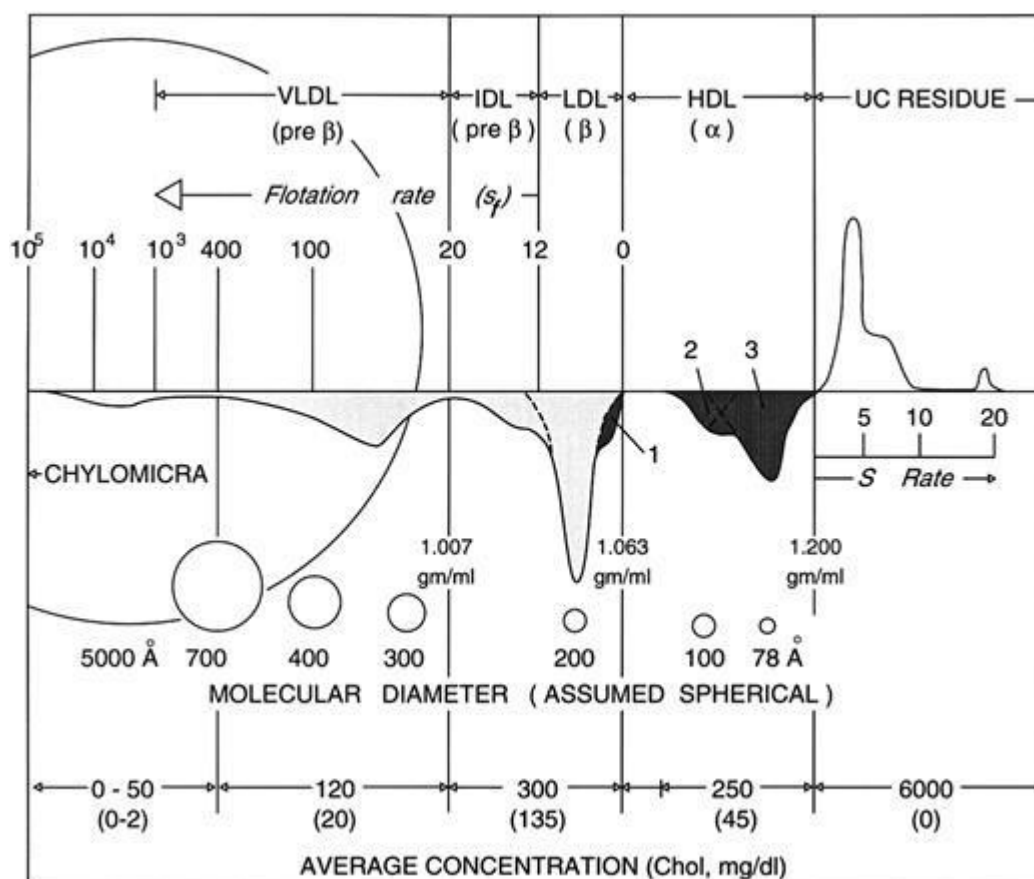 VLDL IDL LDL HDL UC RESIDUE
(pre β) ( pre β ) ( β ) ( α )
Flotation rate (sf)
10⁵ 10⁴ 10³ 400 100 20 12 0
2 3
1
5 10 20
S Rate
CHYLOMICRA
1.007 1.063 1.200
gm/ml gm/ml gm/ml
5000 Å 700 400 300 200 100 78 Å
MOLECULAR DIAMETER ( ASSUMED SPHERICAL )
0 - 50 120 300 250 6000
(0-2) (20) (135) (45) (0)
AVERAGE CONCENTRATION (Chol, mg/dl)